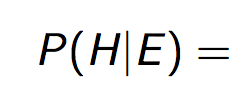 P(H|E) =